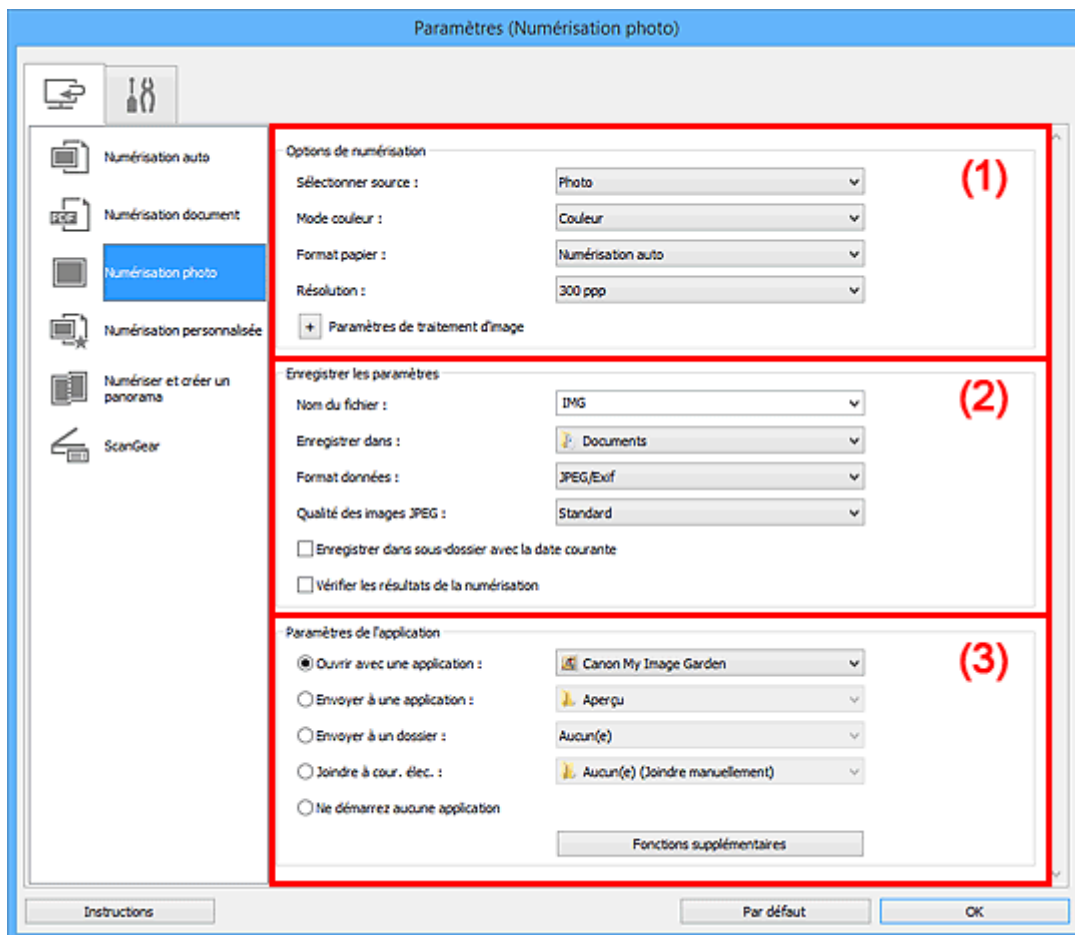 Paramètres (Numérisation photo)
Numérisation auto
Numérisation document
Numérisation photo
Numérisation personnalisée
Numériser et créer un
panorama
ScanGear
Options de numérisation
(1)
Sélectionner source : Photo
Mode couleur : Couleur
Format papier : Numérisation auto
Résolution : 300 ppp
+ Paramètres de traitement d'image
Enregistrer les paramètres
(2)
Nom du fichier : IMG
Enregistrer dans : Documents
Format données : JPEG/Exif
Qualité des images JPEG : Standard
Enregistrer dans sous-dossier avec la date courante
Vérifier les résultats de la numérisation
Paramètres de l'application
(3)
Ouvrir avec une application : Canon My Image Garden
Envoyer à une application : Aperçu
Envoyer à un dossier : Aucun(e)
Joindre à cour. élec. : Aucun(e) (Joindre manuellement)
Ne démarrez aucune application
Fonctions supplémentaires
Instructions
Par défaut
OK